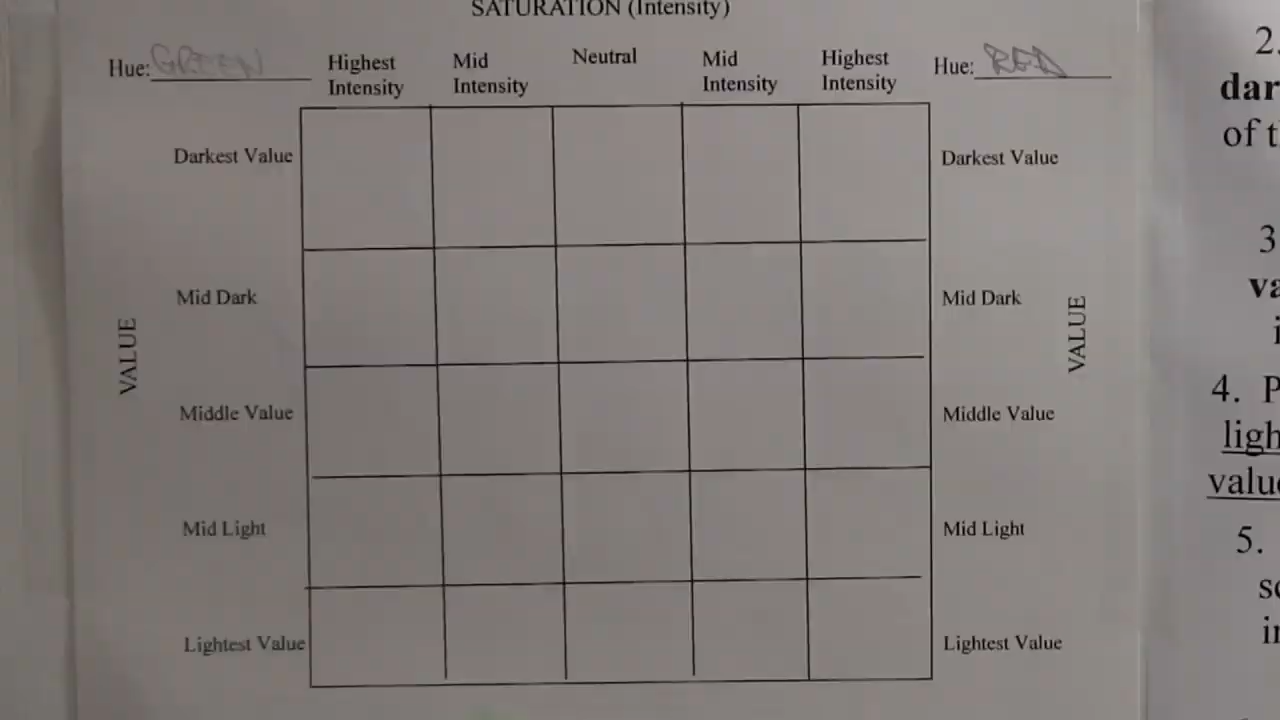 SATURATION (Intensity)
Hue: GREEN Highest Intensity Mid Intensity Neutral Mid Intensity Highest Intensity Hue: RED
Darkest Value Darkest Value
Mid Dark Mid Dark
VALUE VALUE
Middle Value Middle Value
Mid Light Mid Light
Lightest Value Lightest Value
2.
dar
of t
3
va
i
4. P
ligh
valu
5.
so
in